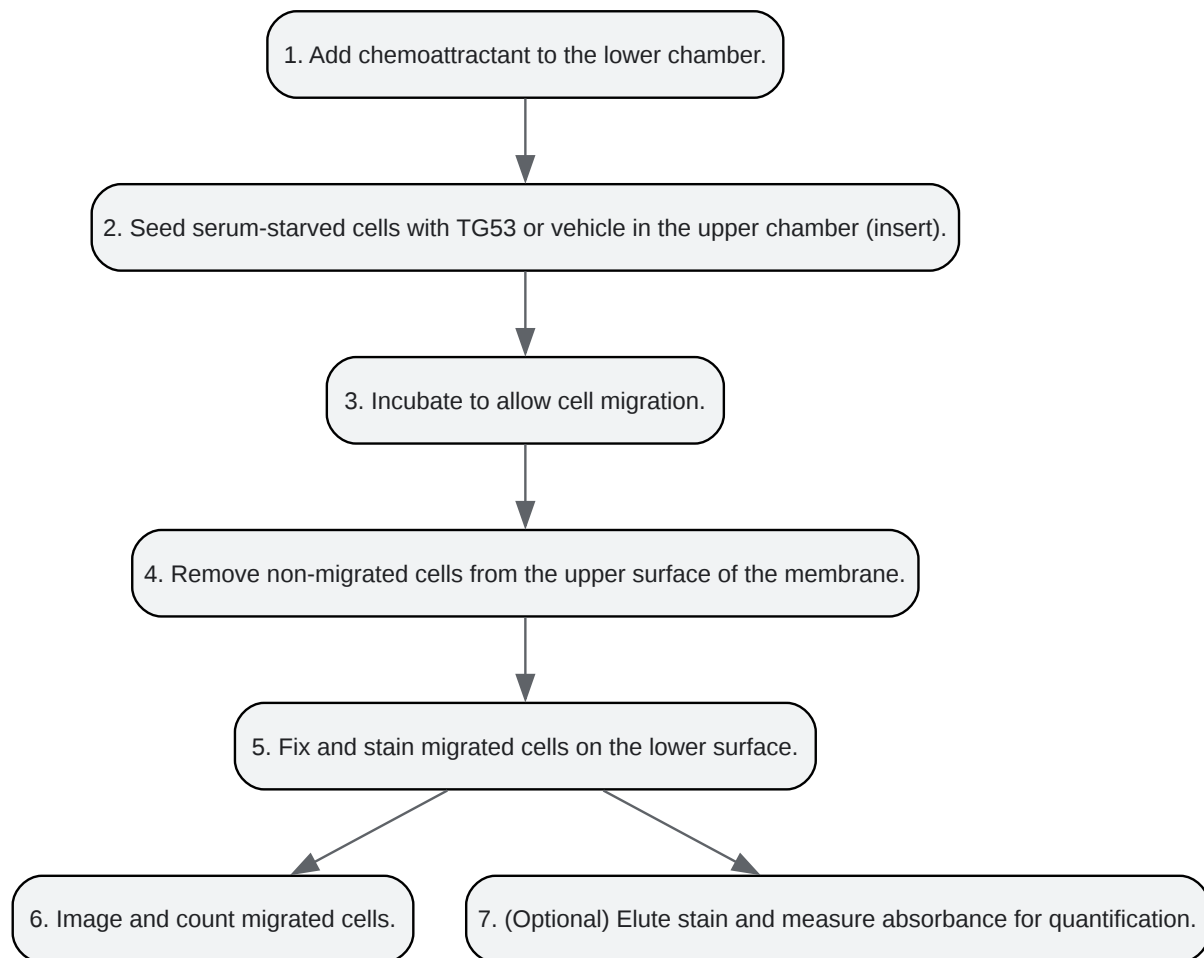 1. Add chemoattractant to the lower chamber.
2. Seed serum-starved cells with TG53 or vehicle in the upper chamber (insert).
3. Incubate to allow cell migration.
4. Remove non-migrated cells from the upper surface of the membrane.
5. Fix and stain migrated cells on the lower surface.
6. Image and count migrated cells.
7. (Optional) Elute stain and measure absorbance for quantification.